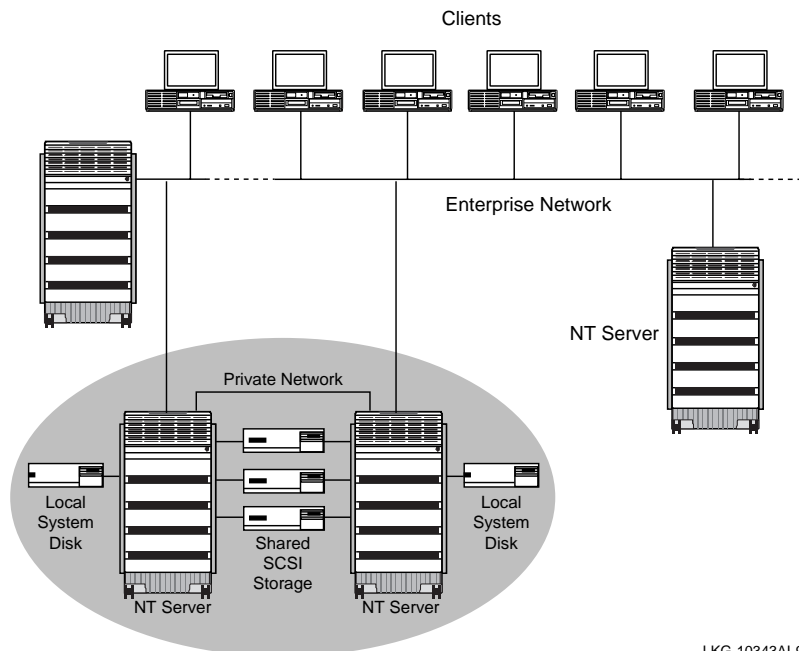 Clients
Enterprise Network
NT Server
Private Network
Local
System
Disk
Shared
SCSI
Storage
Local
System
Disk
NT Server
NT Server